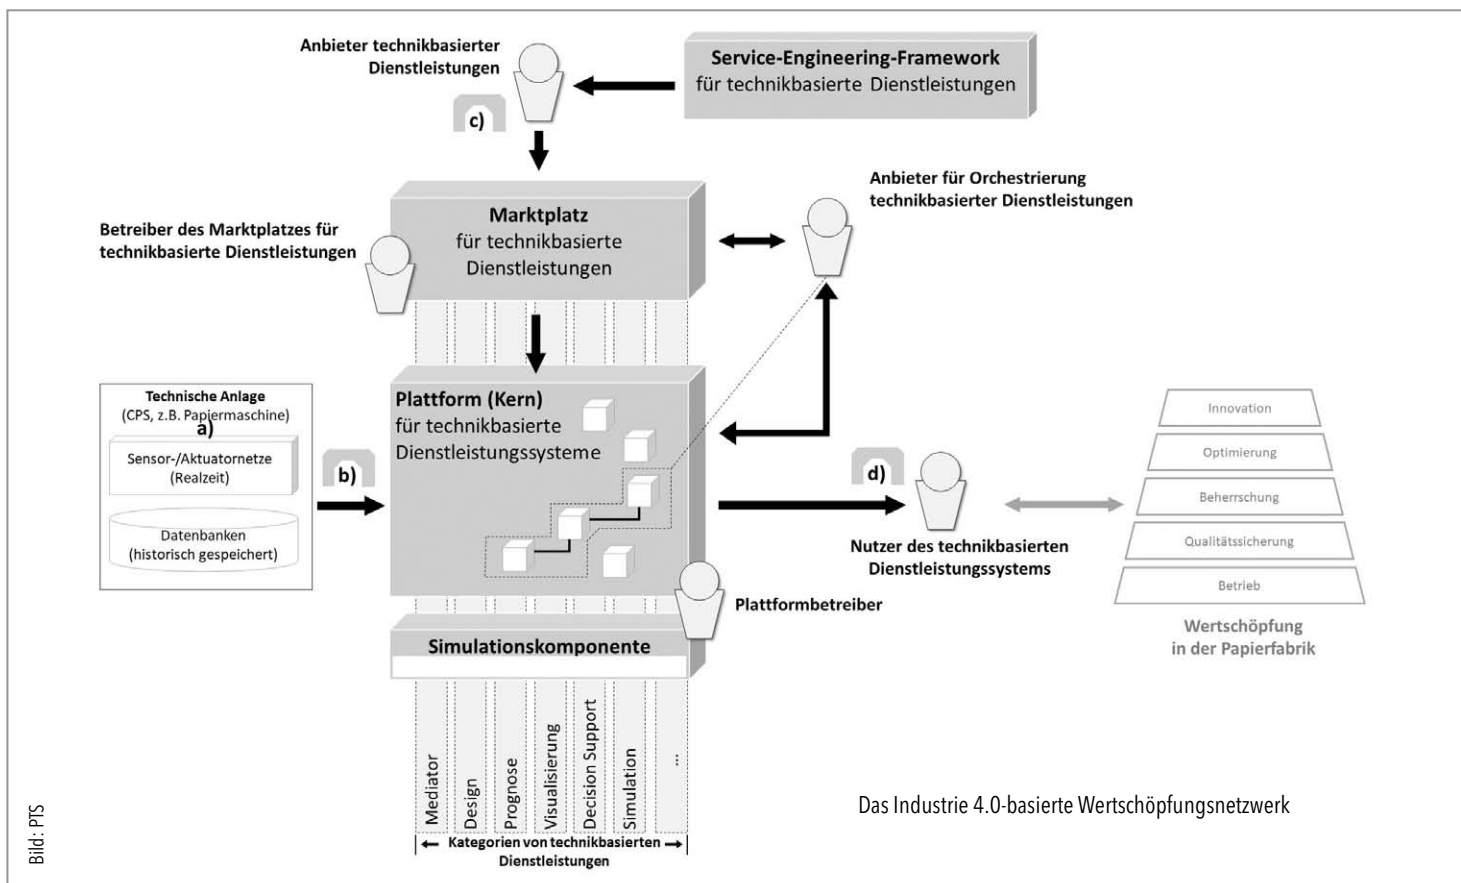 Anbieter technikbasierter
Dienstleistungen
Service-Engineering-Framework
für technikbasierte Dienstleistungen
c)
Anbieter für Orchestrierung
technikbasierter Dienstleistungen
Marktplatz
für technikbasierte
Dienstleistungen
Betreiber des Marktplatzes für
technikbasierte Dienstleistungen
Technische Anlage
(CPS, z.B. Papiermaschine)
a)
Sensor-/Aktuatornetze
(Realzeit)
Datenbanken
(historisch gespeichert)
b)
Plattform (Kern)
für technikbasierte
Dienstleistungssysteme
d)
Nutzer des technikbasierten
Dienstleistungssystems
Innovation
Optimierung
Beherrschung
Qualitätssicherung
Betrieb
Wertschöpfung
in der Papierfabrik
Plattformbetreiber
Simulationskomponente
Mediator
Design
Prognose
Visualisierung
Decision Support
Simulation
...
Kategorien von technikbasierten
Dienstleistungen
Das Industrie 4.0-basierte Wertschöpfungsnetzwerk
Bild: PTS